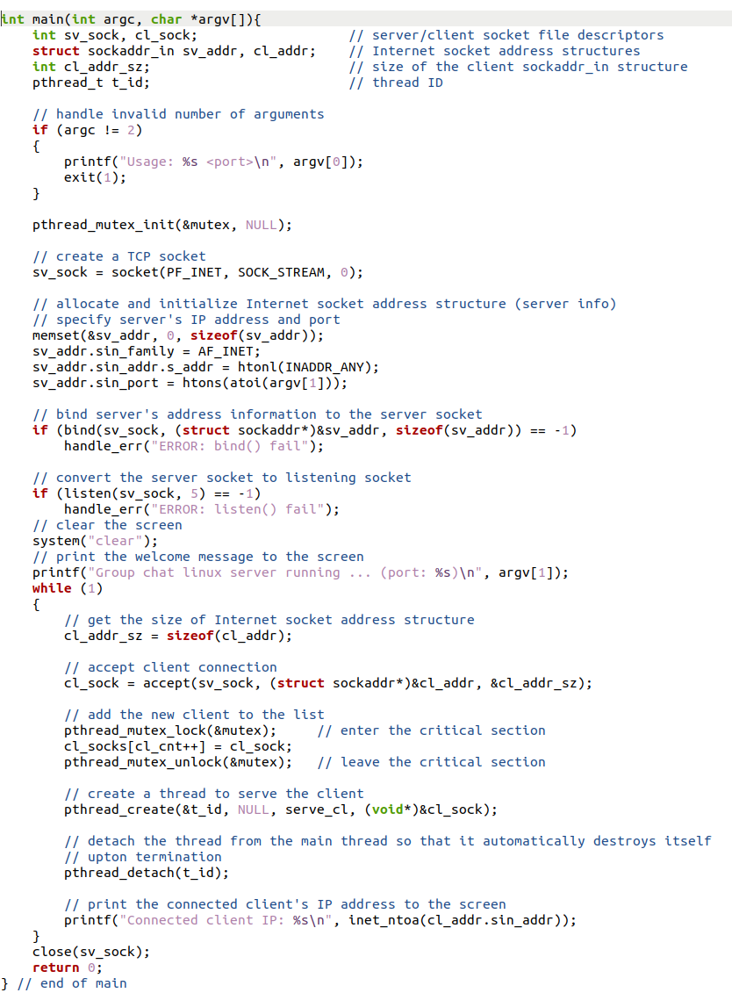 int main(int argc, char *argv[]){
    int sv_sock, cl_sock;                   // server/client socket file descriptors
    struct sockaddr_in sv_addr, cl_addr;    // Internet socket address structures
    int cl_addr_sz;                         // size of the client sockaddr_in structure
    pthread_t t_id;                         // thread ID

    // handle invalid number of arguments
    if (argc != 2)
    {
        printf("Usage: %s <port>\n", argv[0]);
        exit(1);
    }

    pthread_mutex_init(&mutex, NULL);

    // create a TCP socket
    sv_sock = socket(PF_INET, SOCK_STREAM, 0);

    // allocate and initialize Internet socket address structure (server info)
    // specify server's IP address and port
    memset(&sv_addr, 0, sizeof(sv_addr));
    sv_addr.sin_family = AF_INET;
    sv_addr.sin_addr.s_addr = htonl(INADDR_ANY);
    sv_addr.sin_port = htons(atoi(argv[1]));

    // bind server's address information to the server socket
    if (bind(sv_sock, (struct sockaddr*)&sv_addr, sizeof(sv_addr)) == -1)
        handle_err("ERROR: bind() fail");

    // convert the server socket to listening socket
    if (listen(sv_sock, 5) == -1)
        handle_err("ERROR: listen() fail");
    // clear the screen
    system("clear");
    // print the welcome message to the screen
    printf("Group chat linux server running ... (port: %s)\n", argv[1]);
    while (1)
    {
        // get the size of Internet socket address structure
        cl_addr_sz = sizeof(cl_addr);

        // accept client connection
        cl_sock = accept(sv_sock, (struct sockaddr*)&cl_addr, &cl_addr_sz);

        // add the new client to the list
        pthread_mutex_lock(&mutex);     // enter the critical section
        cl_socks[cl_cnt++] = cl_sock;
        pthread_mutex_unlock(&mutex);   // leave the critical section

        // create a thread to serve the client
        pthread_create(&t_id, NULL, serve_cl, (void*)&cl_sock);

        // detach the thread from the main thread so that it automatically destroys itself
        // upton termination
        pthread_detach(t_id);

        // print the connected client's IP address to the screen
        printf("Connected client IP: %s\n", inet_ntoa(cl_addr.sin_addr));
    }
    close(sv_sock);
    return 0;
} // end of main